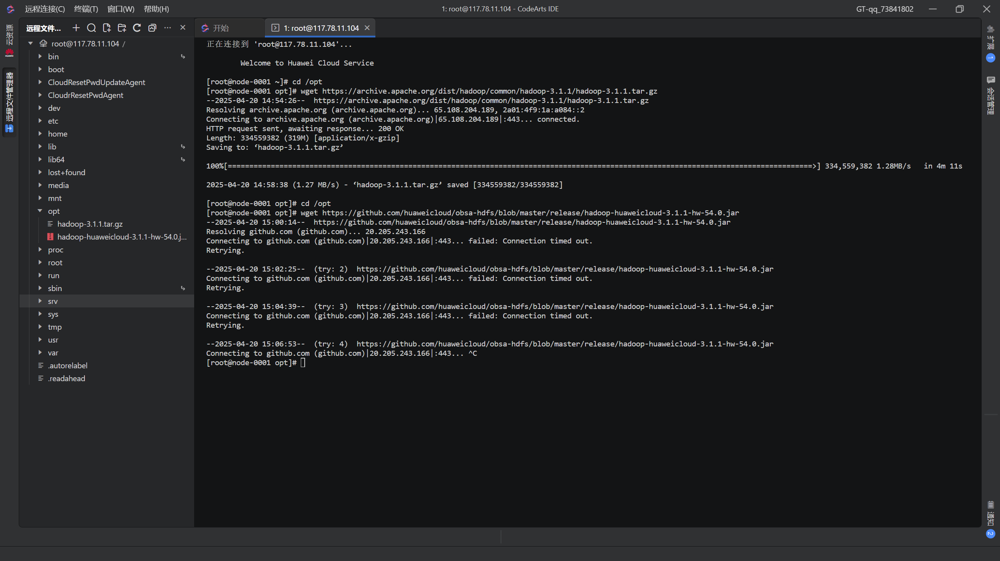 远程连接(C) 终端(T) 窗口(W) 帮助(H)
1: root@117.78.11.104 - CodeArts IDE
GT-qq_73841802
云资源
HUAWEI
远程文件管理器
远程文件...
root@117.78.11.104 /
bin
boot
CloudResetPwdUpdateAgent
CloudrResetPwdAgent
dev
etc
home
lib
lib64
lost+found
media
mnt
opt
hadoop-3.1.1.tar.gz
hadoop-huaweicloud-3.1.1-hw-54.0.j...
proc
root
run
sbin
srv
sys
tmp
usr
var
.autorelabel
.readahead
开始
1: root@117.78.11.104
正在连接到 'root@117.78.11.104'...
Welcome to Huawei Cloud Service
[root@node-0001 ~]# cd /opt
[root@node-0001 opt]# wget https://archive.apache.org/dist/hadoop/common/hadoop-3.1.1/hadoop-3.1.1.tar.gz
--2025-04-20 14:54:26-- https://archive.apache.org/dist/hadoop/common/hadoop-3.1.1/hadoop-3.1.1.tar.gz
Resolving archive.apache.org (archive.apache.org)... 65.108.204.189, 2a01:4f9:1a:a084::2
Connecting to archive.apache.org (archive.apache.org)|65.108.204.189|:443... connected.
HTTP request sent, awaiting response... 200 OK
Length: 334559382 (319M) [application/x-gzip]
Saving to: ‘hadoop-3.1.1.tar.gz’
100%[========================================================================================================================================>] 334,559,382 1.28MB/s in 4m 11s
2025-04-20 14:58:38 (1.27 MB/s) - ‘hadoop-3.1.1.tar.gz’ saved [334559382/334559382]
[root@node-0001 opt]# cd /opt
[root@node-0001 opt]# wget https://github.com/huaweicloud/obsa-hdfs/blob/master/release/hadoop-huaweicloud-3.1.1-hw-54.0.jar
--2025-04-20 15:00:14-- https://github.com/huaweicloud/obsa-hdfs/blob/master/release/hadoop-huaweicloud-3.1.1-hw-54.0.jar
Resolving github.com (github.com)... 20.205.243.166
Connecting to github.com (github.com)|20.205.243.166|:443... failed: Connection timed out.
Retrying.
--2025-04-20 15:02:25-- (try: 2) https://github.com/huaweicloud/obsa-hdfs/blob/master/release/hadoop-huaweicloud-3.1.1-hw-54.0.jar
Connecting to github.com (github.com)|20.205.243.166|:443... failed: Connection timed out.
Retrying.
--2025-04-20 15:04:39-- (try: 3) https://github.com/huaweicloud/obsa-hdfs/blob/master/release/hadoop-huaweicloud-3.1.1-hw-54.0.jar
Connecting to github.com (github.com)|20.205.243.166|:443... failed: Connection timed out.
Retrying.
--2025-04-20 15:06:53-- (try: 4) https://github.com/huaweicloud/obsa-hdfs/blob/master/release/hadoop-huaweicloud-3.1.1-hw-54.0.jar
Connecting to github.com (github.com)|20.205.243.166|:443... ^C
[root@node-0001 opt]#
扩展
1
会话管理
通知
2